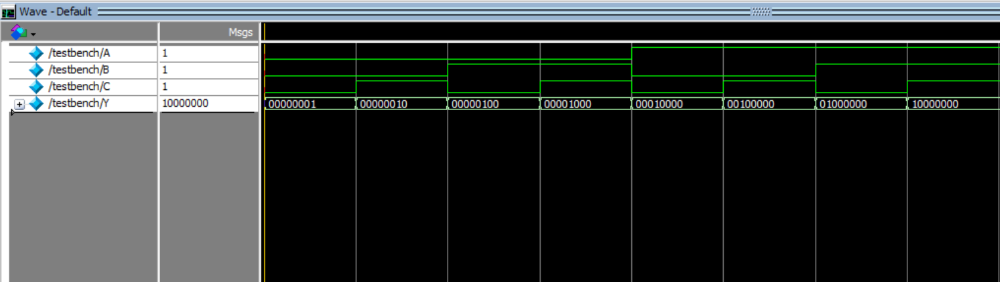 Wave - Default
Msgs
/testbench/A 1
/testbench/B 1
/testbench/C 1
/testbench/Y 10000000 00000001 00000010 00000100 00001000 00010000 00100000 01000000 10000000